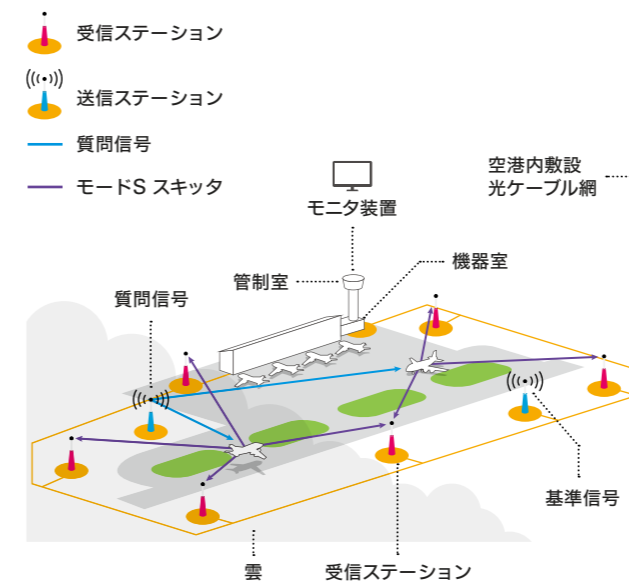 受信ステーション
送信ステーション
質問信号
モードS スキッタ
モニタ装置
空港内敷設
光ケーブル網
管制室
機器室
質問信号
基準信号
雲
受信ステーション